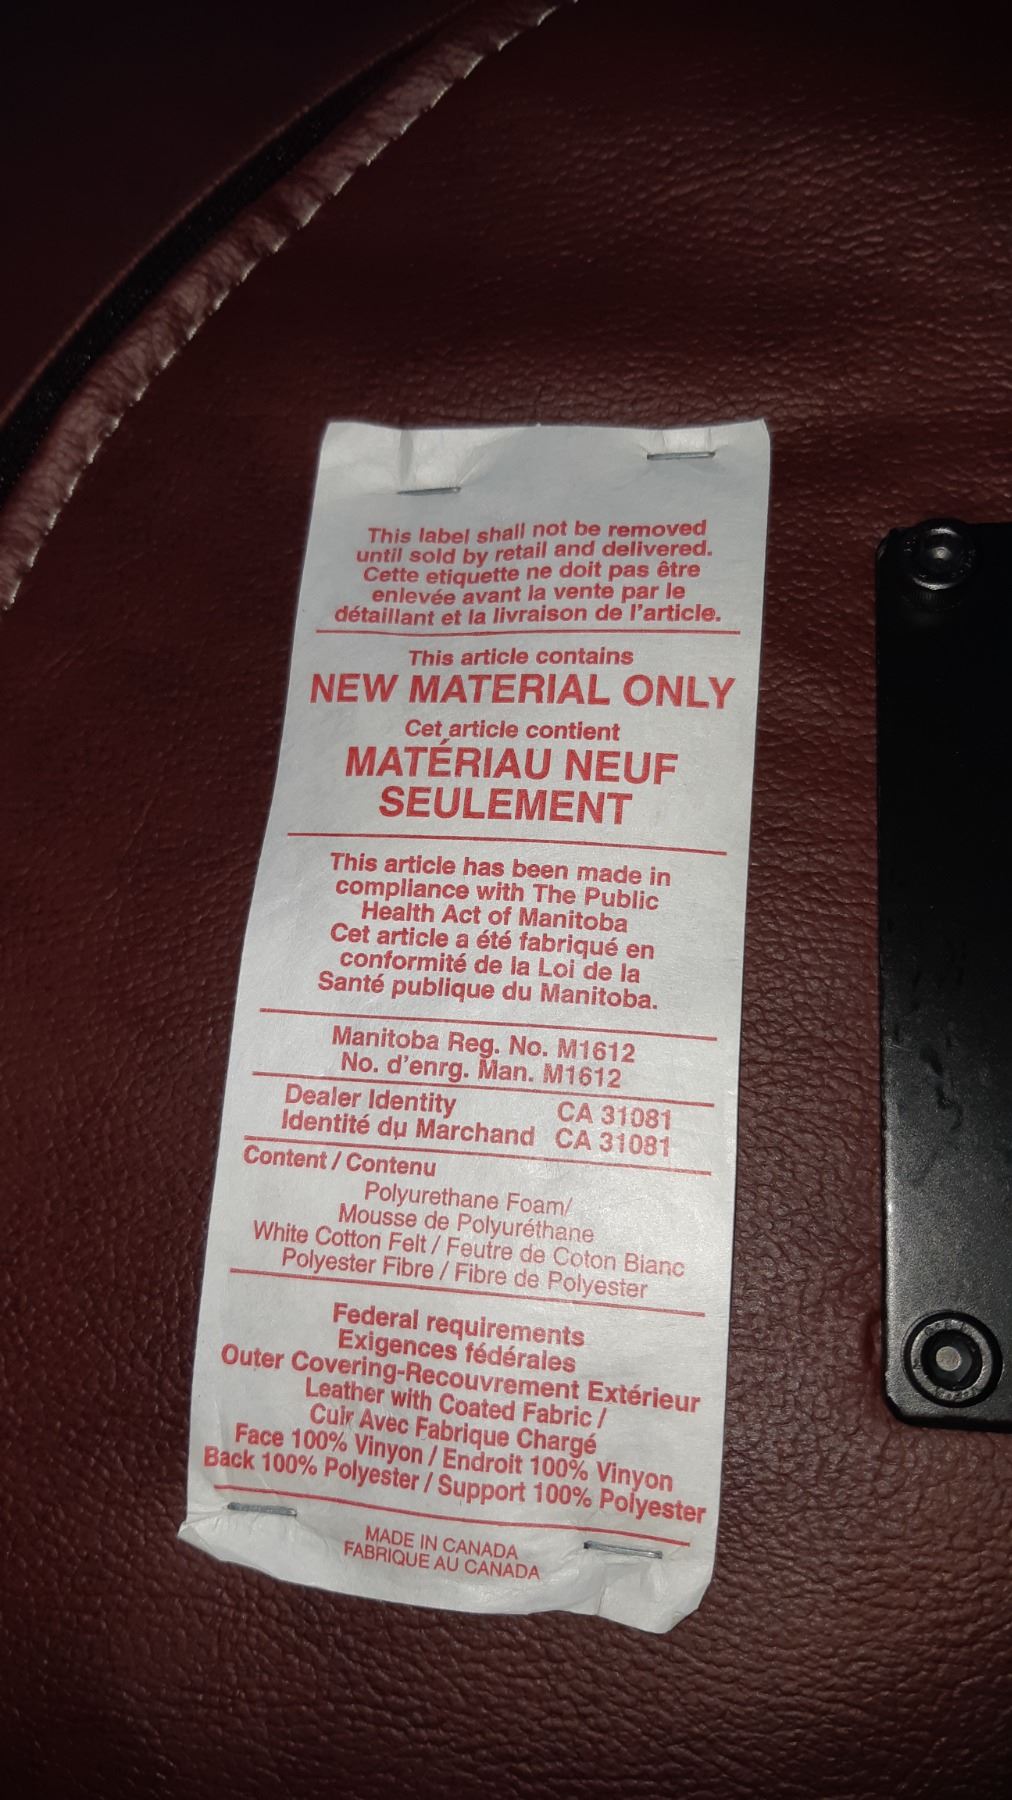 This label shall not be removed
until sold by retail and delivered.
Cette etiquette ne doit pas être
enlevée avant la vente par le
détaillant et la livraison de l'article.
This article contains
NEW MATERIAL ONLY
Cet article contient
MATÉRIAU NEUF
SEULEMENT
This article has been made in
compliance with The Public
Health Act of Manitoba
Cet article a été fabriqué en
conformité de la Loi de la
Santé publique du Manitoba.
Manitoba Reg. No. M1612
No. d'enrg. Man. M1612
Dealer Identity CA 31081
Identité du Marchand CA 31081
Content / Contenu
Polyurethane Foam/
Mousse de Polyuréthane
White Cotton Felt / Feutre de Coton Blanc
Polyester Fibre / Fibre de Polyester
Federal requirements
Exigences fédérales
Outer Covering-Recouvrement Extérieur
Leather with Coated Fabric /
Cuir Avec Fabrique Chargé
Face 100% Vinyon / Endroit 100% Vinyon
Back 100% Polyester / Support 100% Polyester
MADE IN CANADA
FABRIQUE AU CANADA